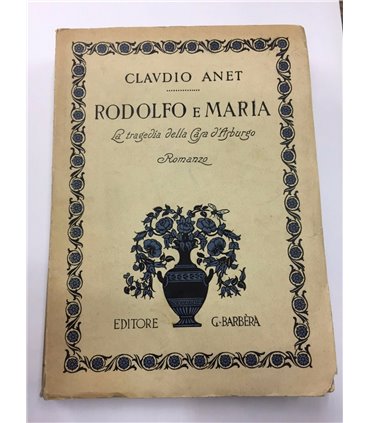 CLAVDIO ANET
RODOLFO E MARIA
La tragedia della Casa d'Asburgo
Romanzo
EDITORE G. BARBÈRA